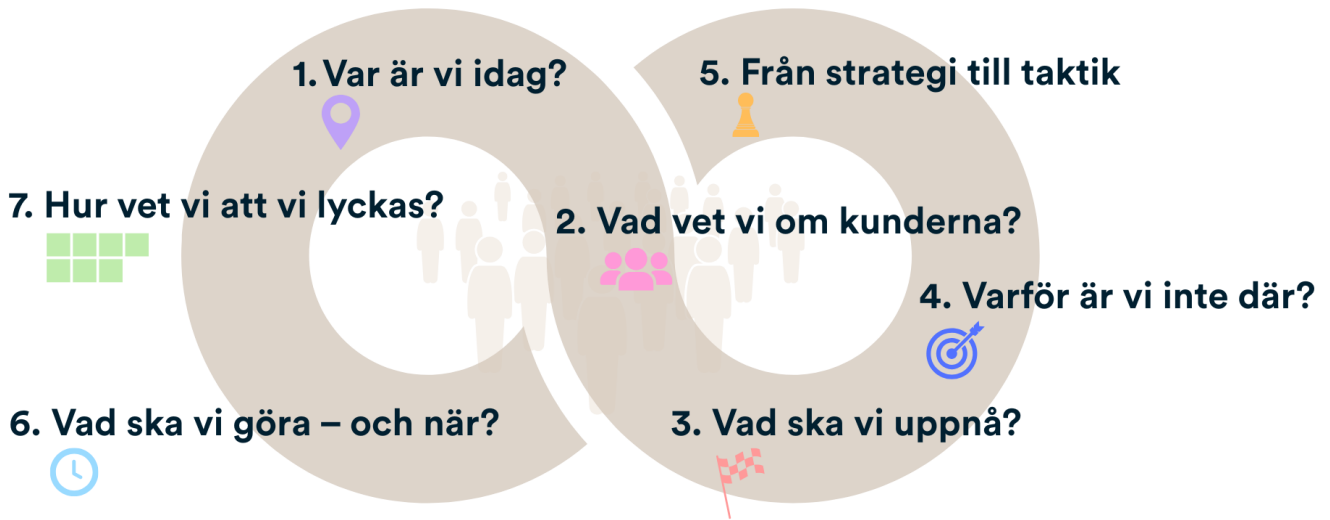 1. Var är vi idag?
2. Vad vet vi om kunderna?
3. Vad ska vi uppnå?
4. Varför är vi inte där?
5. Från strategi till taktik
6. Vad ska vi göra – och när?
7. Hur vet vi att vi lyckas?